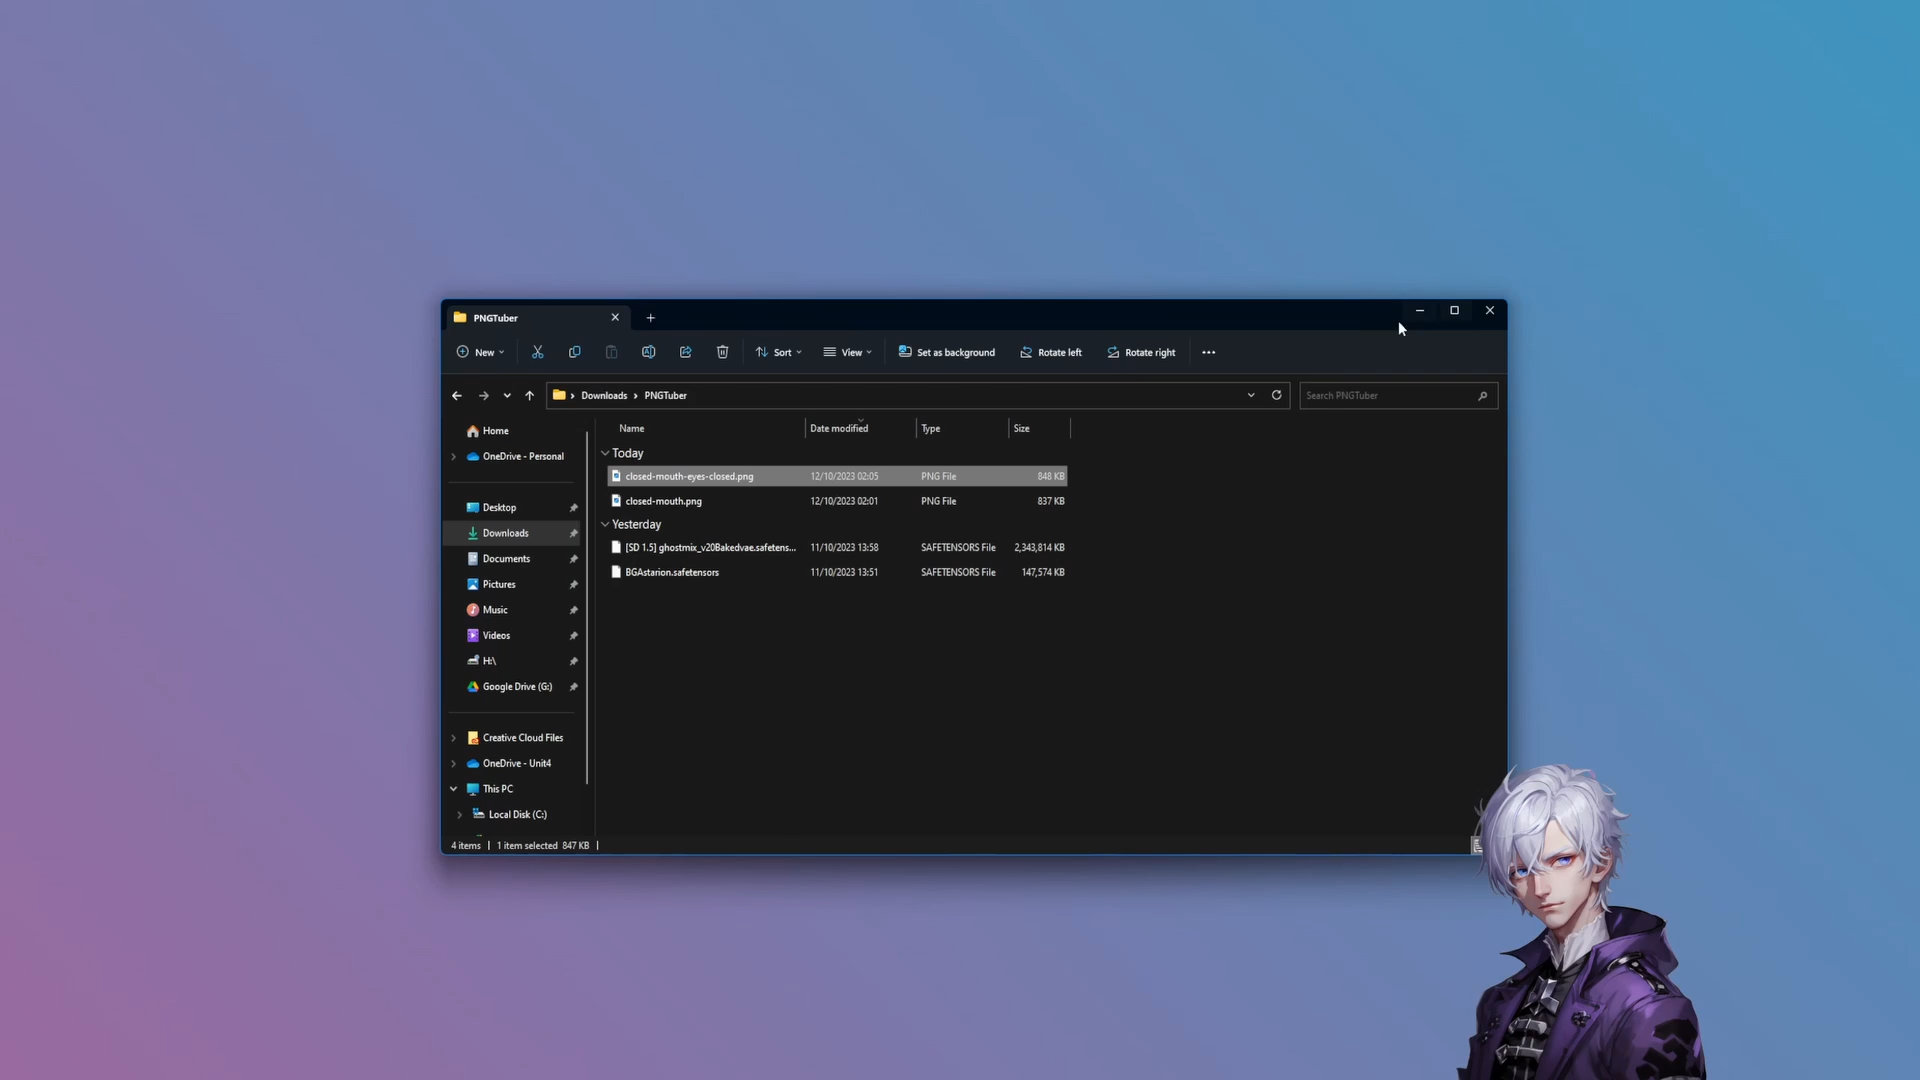 PNGTuber
New
Sort
View
Set as background
Rotate left
Rotate right
Downloads
PNGTuber
Search PNGTuber
Home
OneDrive - Personal
Desktop
Downloads
Documents
Pictures
Music
Videos
H:\
Google Drive (G:)
Creative Cloud Files
OneDrive - Unit4
This PC
Local Disk (C:)
Name Date modified Type Size
Today
closed-mouth-eyes-closed.png 12/10/2023 02:05 PNG File 848 KB
closed-mouth.png 12/10/2023 02:01 PNG File 837 KB
Yesterday
[SD 1.5] ghostmix_v20Bakedvae.safetens... 11/10/2023 13:58 SAFETENSORS File 2,343,814 KB
BGAstarion.safetensors 11/10/2023 13:51 SAFETENSORS File 147,574 KB
4 items 1 item selected 847 KB